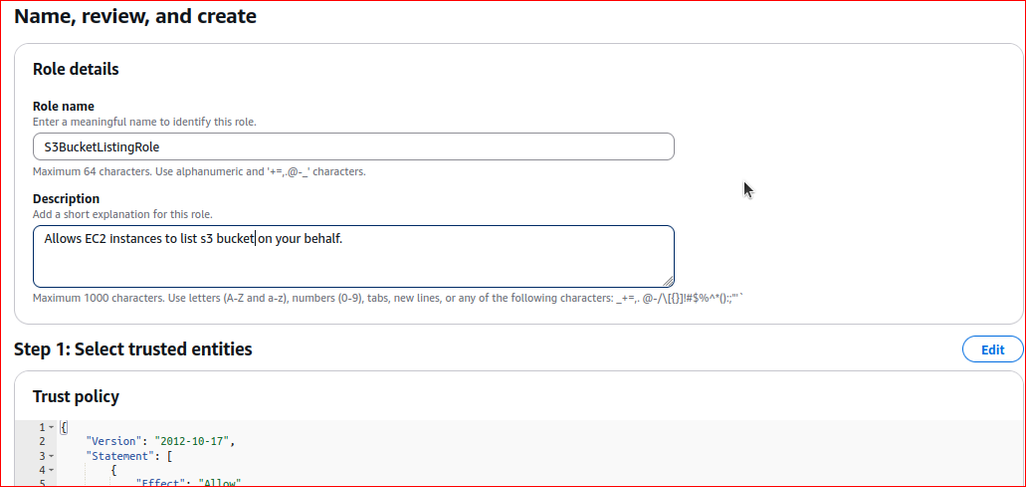 Name, review, and create
Role details
Role name
Enter a meaningful name to identify this role.
S3BucketListingRole
Maximum 64 characters. Use alphanumeric and '+=,.@-_' characters.
Description
Add a short explanation for this role.
Allows EC2 instances to list s3 bucket on your behalf.
Maximum 1000 characters. Use letters (A-Z and a-z), numbers (0-9), tabs, new lines, or any of the following characters: _+=,. @-/\[{}]!#$%^*();:"'`
Step 1: Select trusted entities
Edit
Trust policy
1 {
2 "Version": "2012-10-17",
3 "Statement": [
4 {
5 "Effect": "Allow"